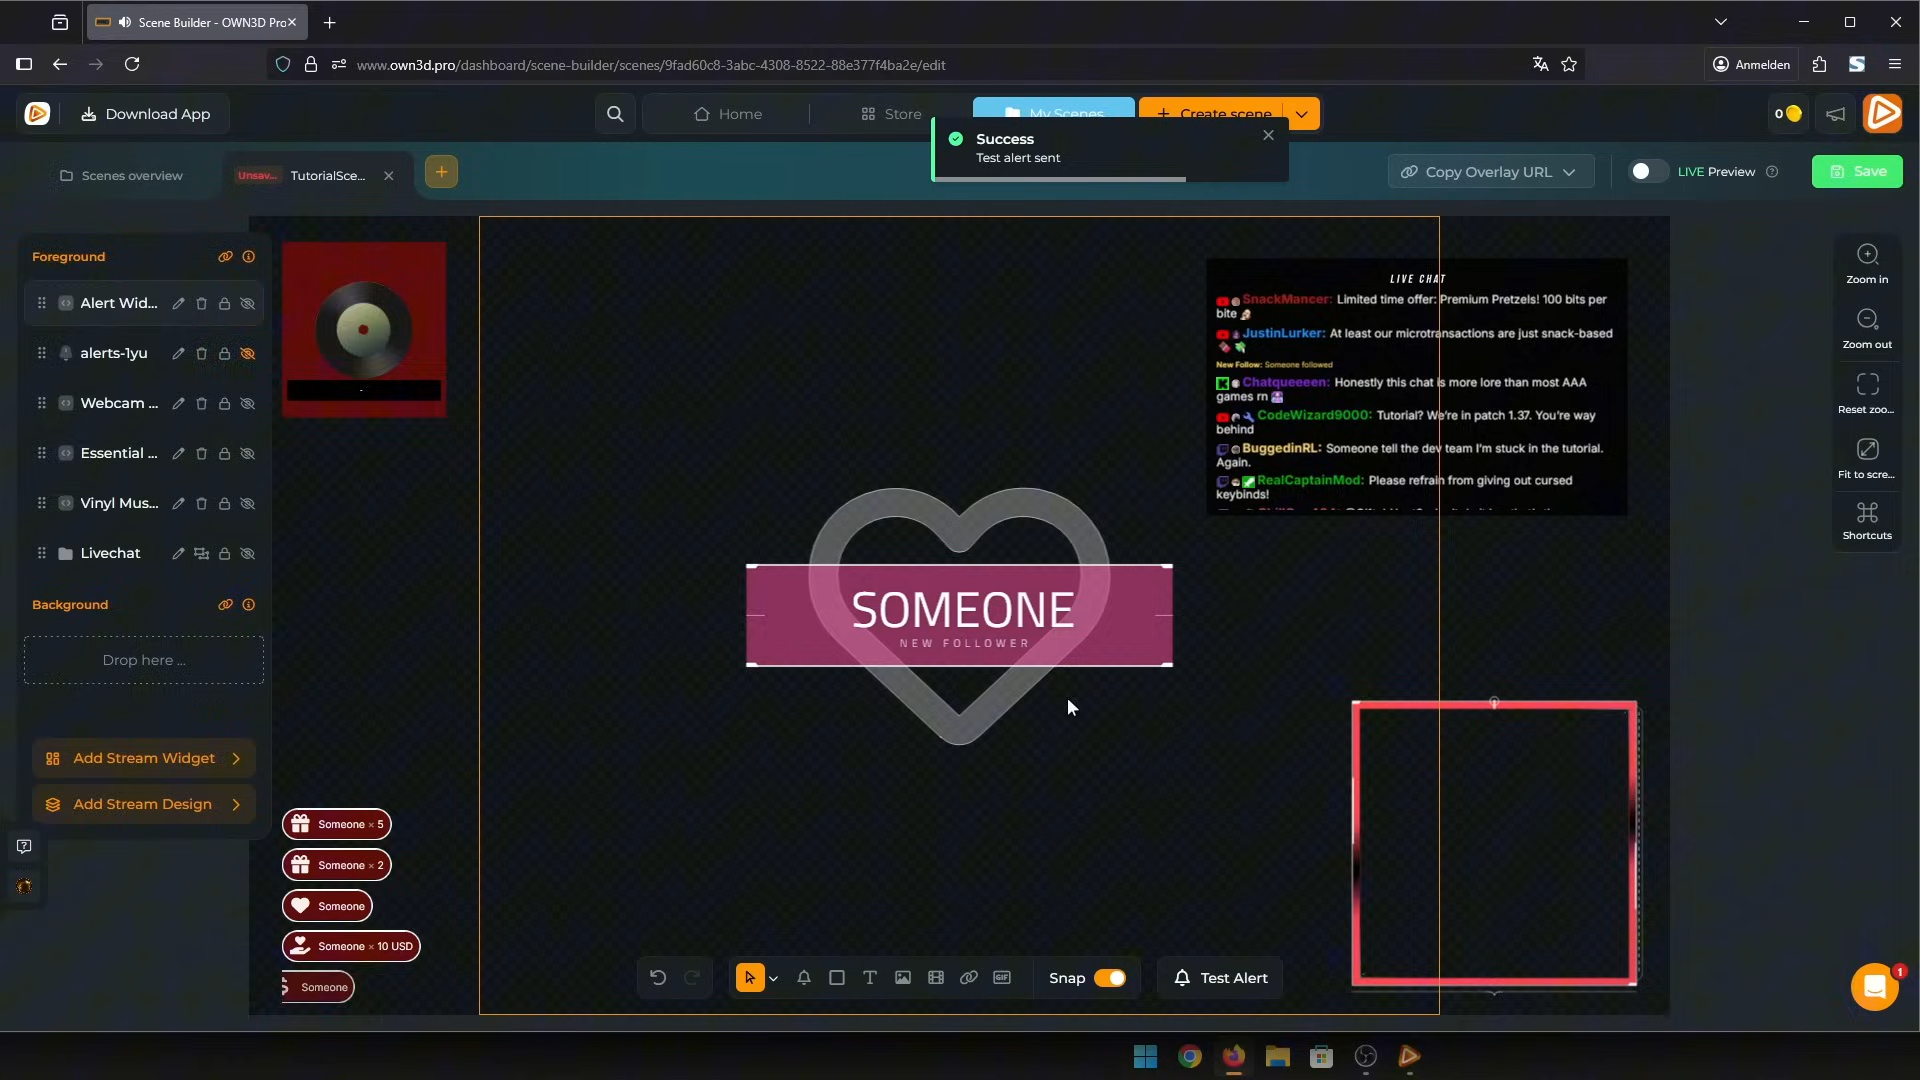 Scene Builder - OWN3D Pro
www.own3d.pro/dashboard/scene-builder/scenes/9fad60c8-3abc-4308-8522-88e377f4ba2e/edit
Anmelden
Download App
Home
Store
My Scenes
Create scene
0
Success
Test alert sent
Scenes overview
Unsav...
TutorialSce...
Copy Overlay URL
LIVE Preview
Save
Foreground
Alert Wid...
alerts-1yu
Webcam ...
Essential ...
Vinyl Mus...
Livechat
Background
Drop here ...
Add Stream Widget
Add Stream Design
-
LIVE CHAT
SnackMancer: Limited time offer: Premium Pretzels! 100 bits per
bite
JustinLurker: At least our microtransactions are just snack-based
New Follow: Someone followed
Chatqueeeen: Honestly this chat is more lore than most AAA
games rn
CodeWizard9000: Tutorial? We're in patch 1.37. You're way
behind
BuggedinRL: Someone tell the dev team I'm stuck in the tutorial.
Again.
RealCaptainMod: Please refrain from giving out cursed
keybinds!
SOMEONE
NEW FOLLOWER
Someone × 5
Someone × 2
Someone
Someone × 10 USD
Someone
T
GIF
Snap
Test Alert
Zoom in
Zoom out
Reset zoo...
Fit to scre...
Shortcuts
1